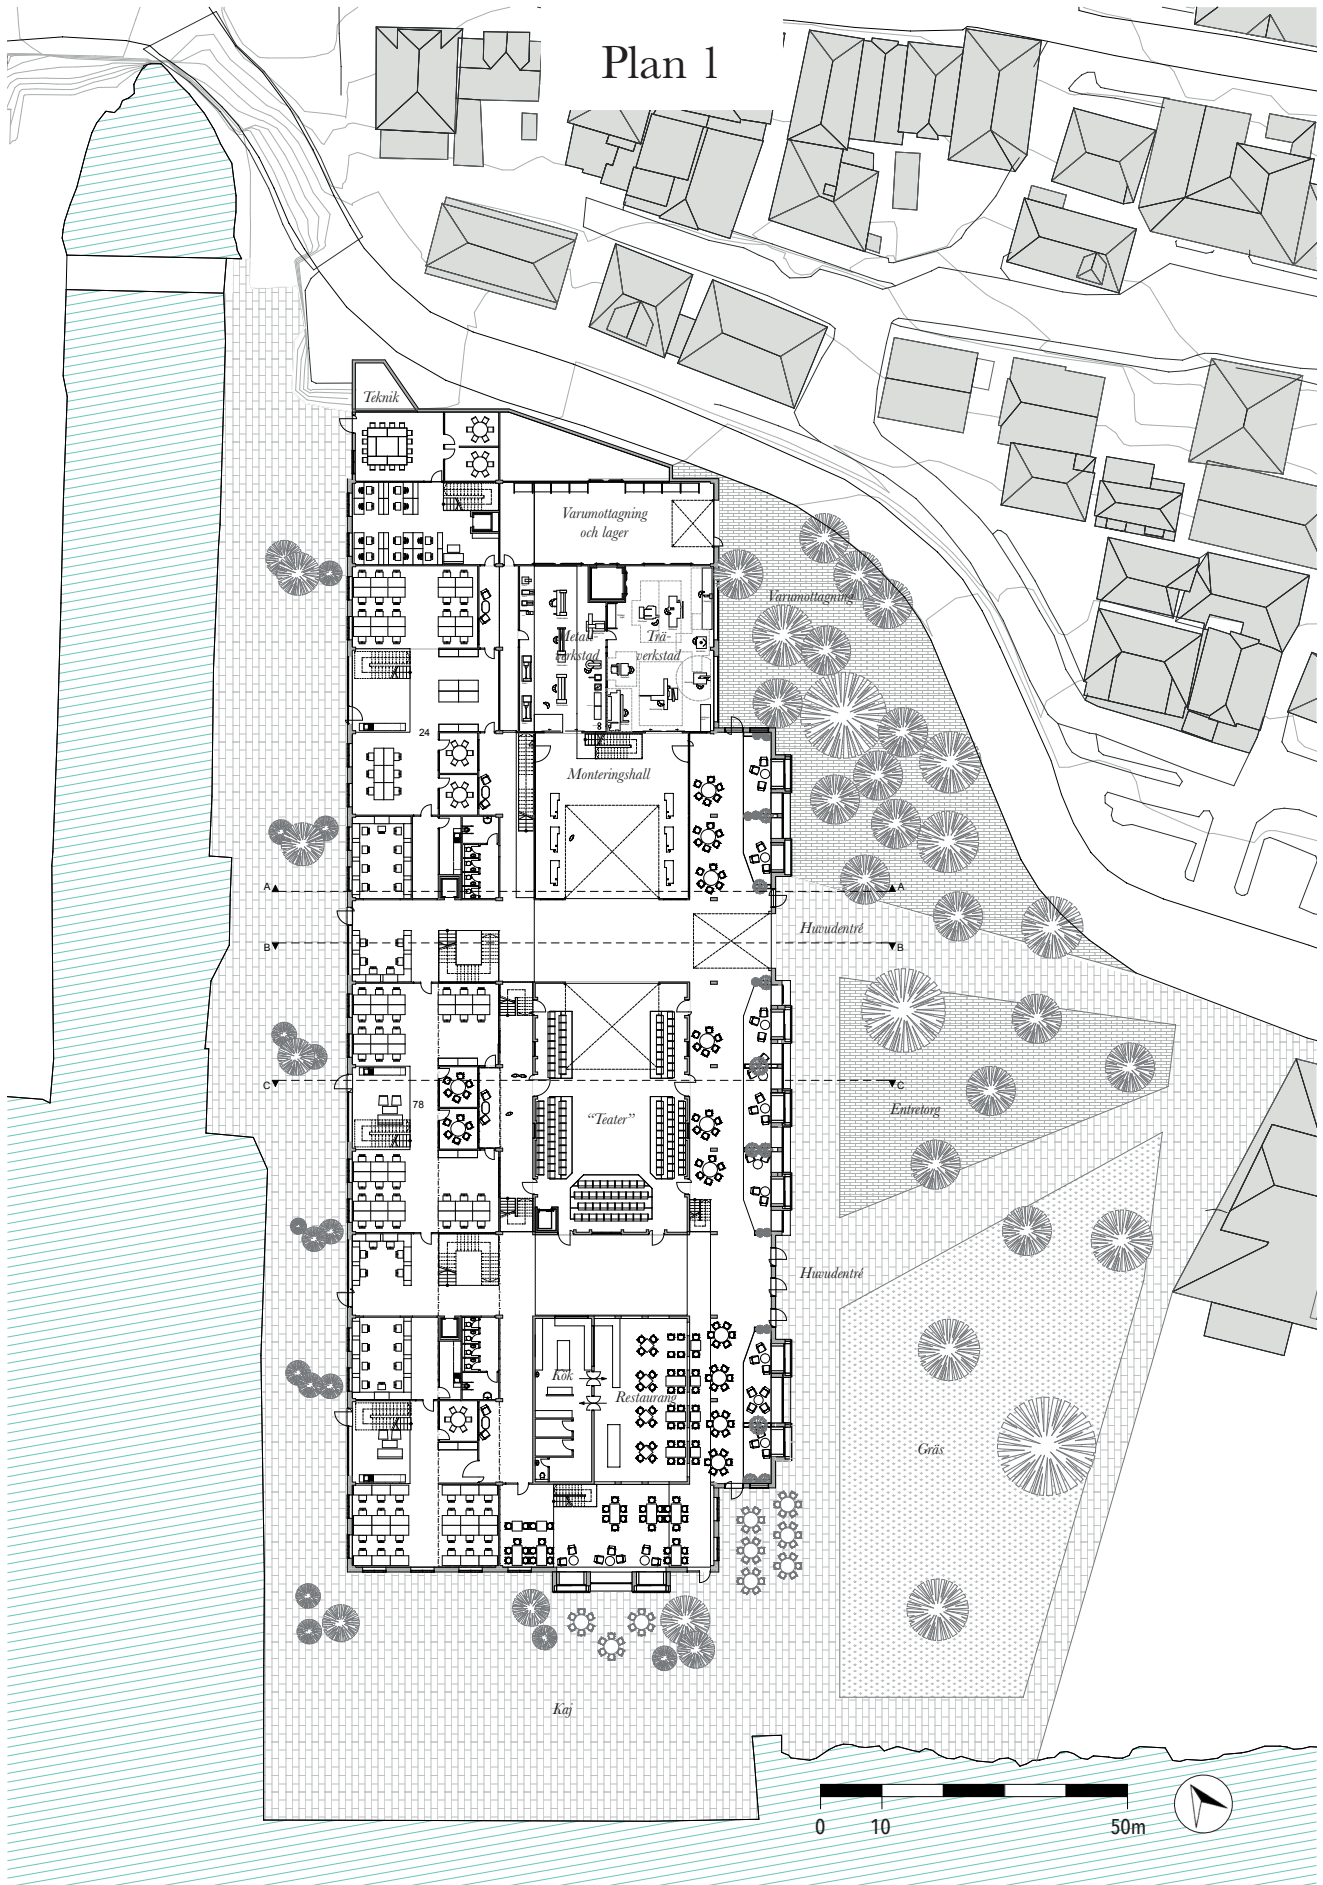 Plan 1
Teknik
Varumottagning
och lager
Varumottagning
Metall-
verkstad
Trä-
verkstad
24
Monteringshall
A
A
Huvudentré
B
B
C
C
78
"Teater"
Entretorg
Huvudentré
Kök
Restaurang
Gräs
Kaj
0
10
50m